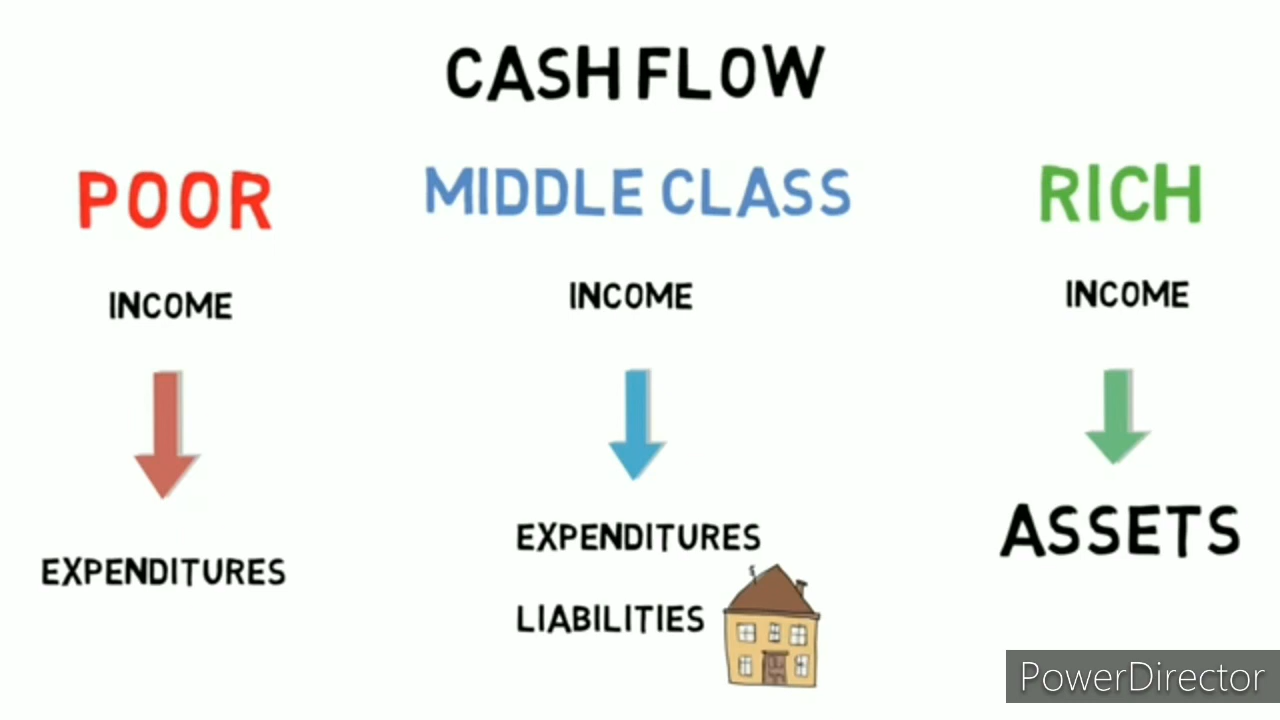 CASH FLOW
POOR
MIDDLE CLASS
RICH
INCOME
INCOME
INCOME
EXPENDITURES
EXPENDITURES
LIABILITIES
ASSETS
PowerDirector